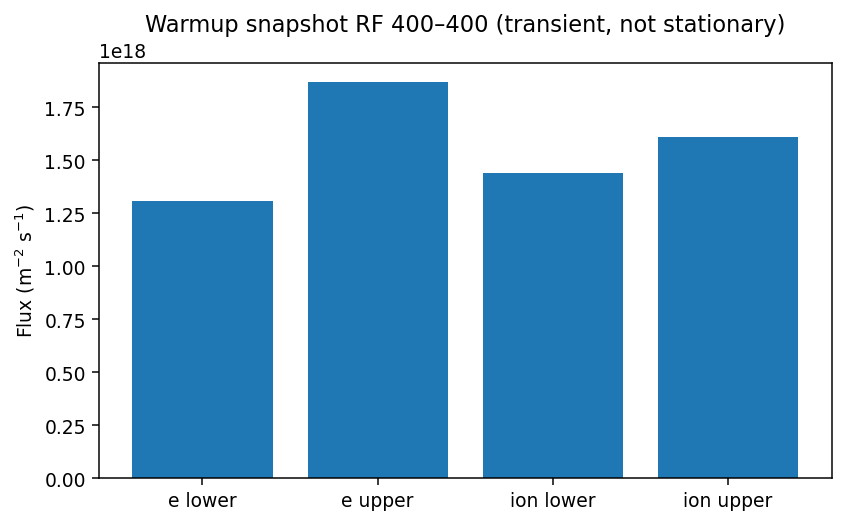 Warmup snapshot RF 400–400 (transient, not stationary)
1e18
Flux (m⁻² s⁻¹)
1.75
1.50
1.25
1.00
0.75
0.50
0.25
0.00
e lower
e upper
ion lower
ion upper